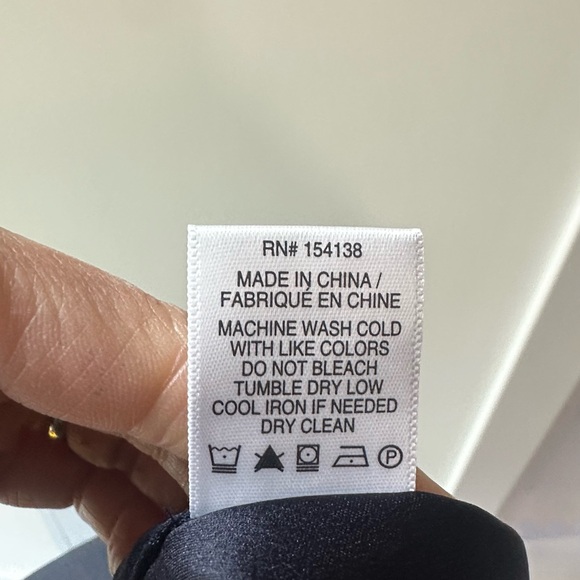 RN# 154138
MADE IN CHINA /
FABRIQUÉ EN CHINE
MACHINE WASH COLD
WITH LIKE COLORS
DO NOT BLEACH
TUMBLE DRY LOW
COOL IRON IF NEEDED
DRY CLEAN
P